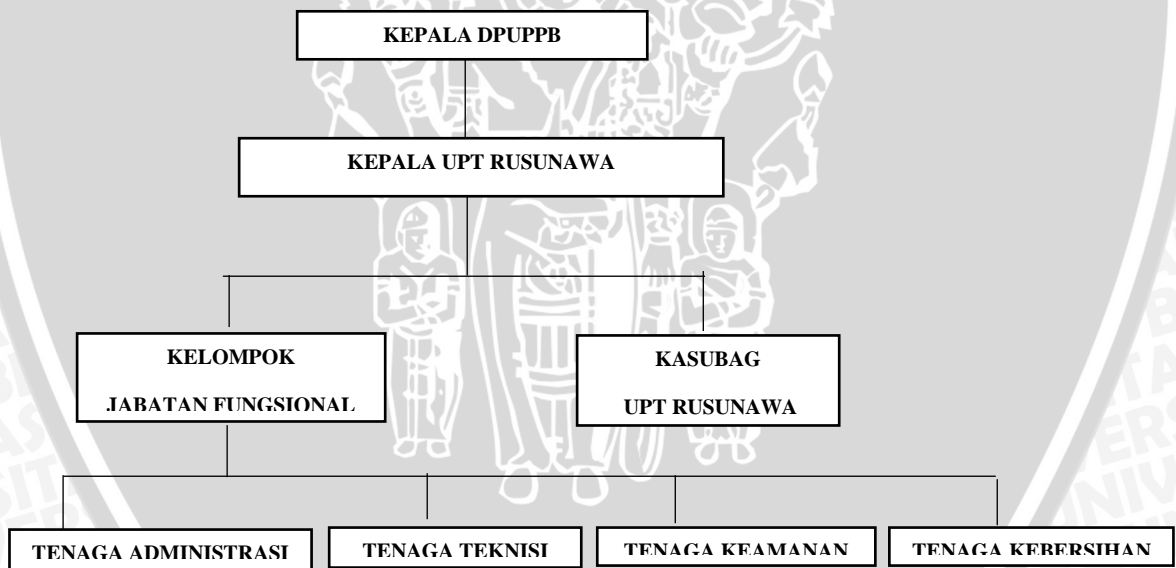 KEPALA DPUPPB
KEPALA UPT RUSUNAWA
KELOMPOK
JABATAN FUNGSIONAL
KASUBAG
UPT RUSUNAWA
TENAGA ADMINISTRASI
TENAGA TEKNISI
TENAGA KEAMANAN
TENAGA KEBERSIHAN